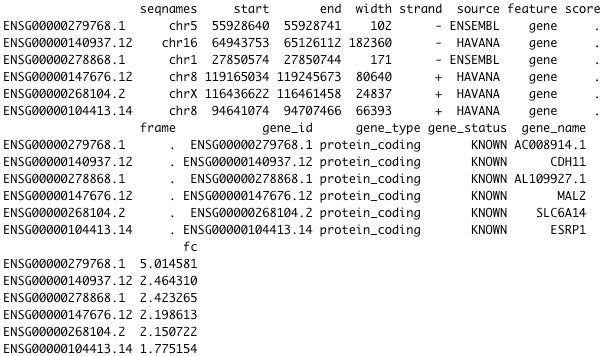 seqnames start end width strand source feature score
ENSG00000279768.1 chr5 55928640 55928741 102 - ENSEMBL gene .
ENSG00000140937.12 chr16 64943753 65126112 182360 - HAVANA gene .
ENSG00000278868.1 chr1 27850574 27850744 171 - ENSEMBL gene .
ENSG00000147676.12 chr8 119165034 119245673 80640 + HAVANA gene .
ENSG00000268104.2 chrX 116436622 116461458 24837 + HAVANA gene .
ENSG00000104413.14 chr8 94641074 94707466 66393 + HAVANA gene .
frame gene_id gene_type gene_status gene_name
ENSG00000279768.1 . ENSG00000279768.1 protein_coding KNOWN AC008914.1
ENSG00000140937.12 . ENSG00000140937.12 protein_coding KNOWN CDH11
ENSG00000278868.1 . ENSG00000278868.1 protein_coding KNOWN AL109927.1
ENSG00000147676.12 . ENSG00000147676.12 protein_coding KNOWN MAL2
ENSG00000268104.2 . ENSG00000268104.2 protein_coding KNOWN SLC6A14
ENSG00000104413.14 . ENSG00000104413.14 protein_coding KNOWN ESRP1
fc
ENSG00000279768.1 5.014581
ENSG00000140937.12 2.464310
ENSG00000278868.1 2.423265
ENSG00000147676.12 2.198613
ENSG00000268104.2 2.150722
ENSG00000104413.14 1.775154